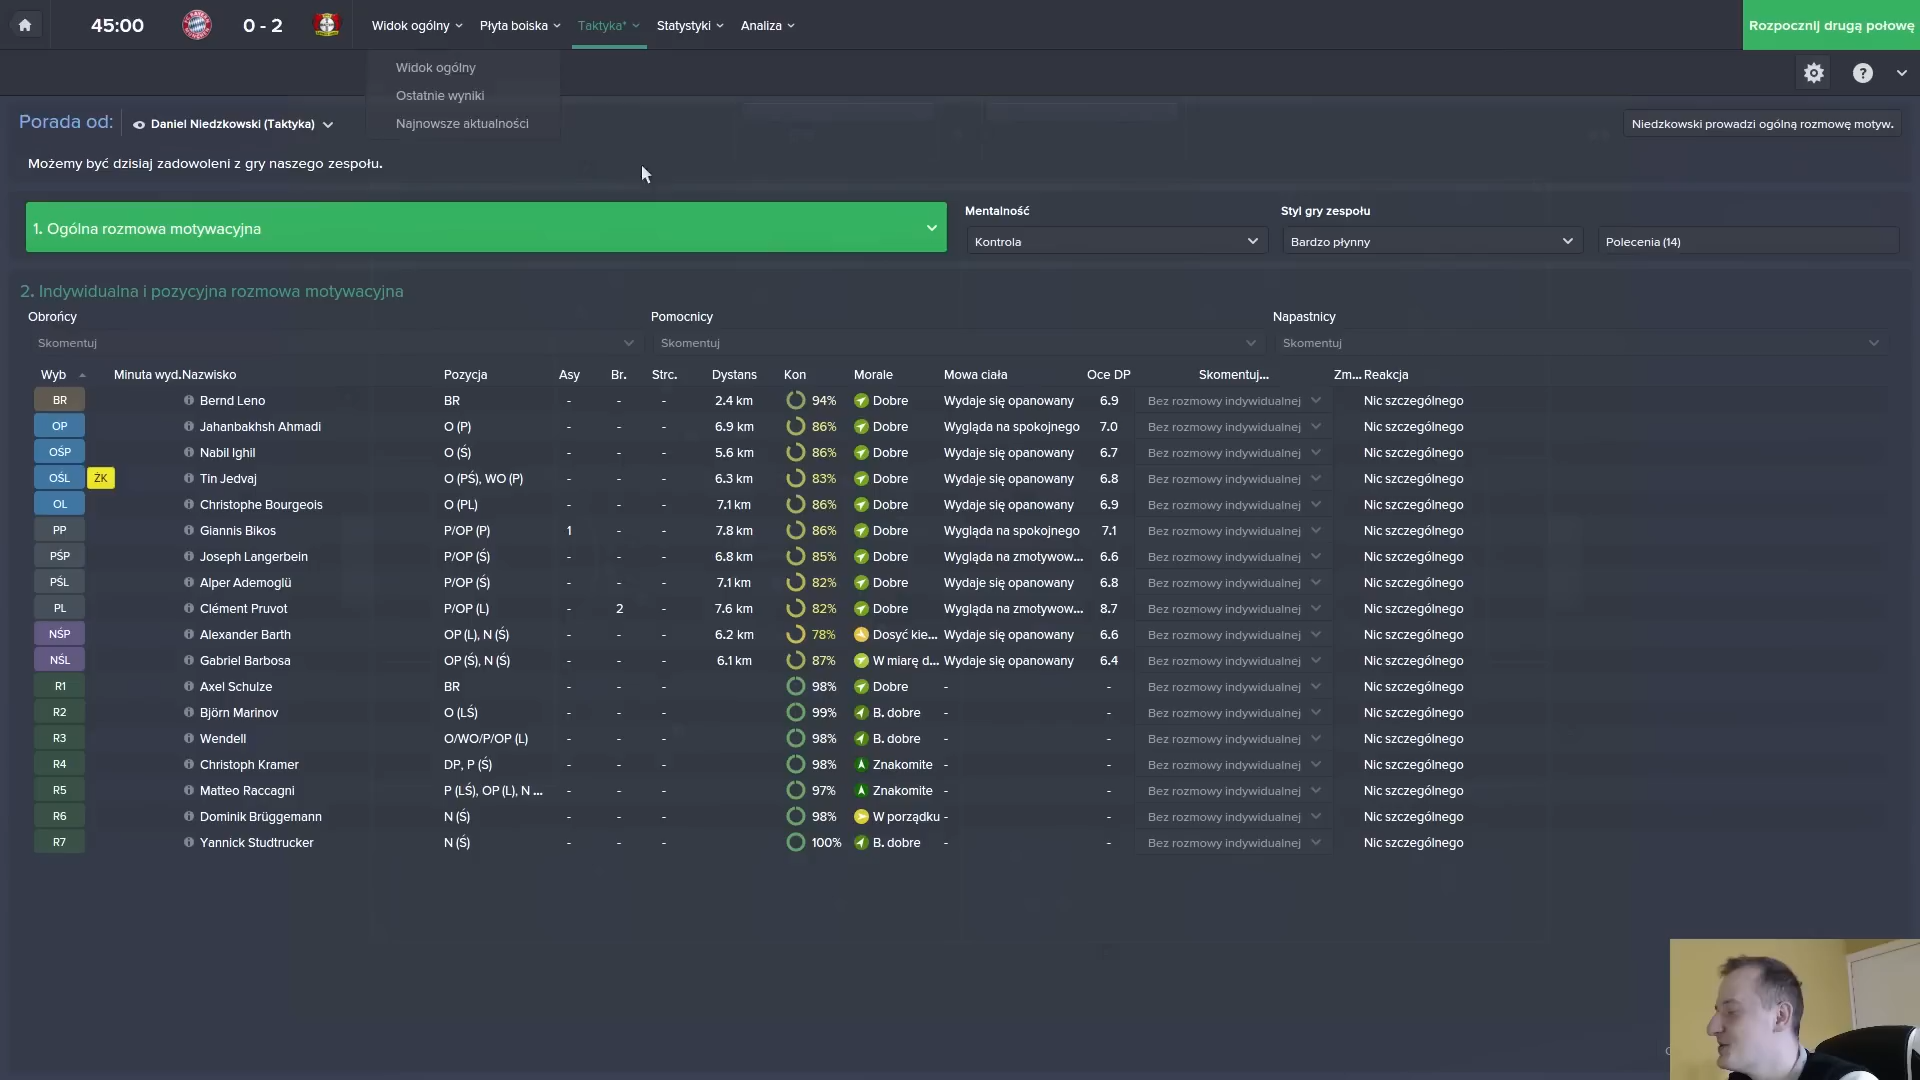 45:00 0 - 2 Widok ogólny Płyta boiska Taktyka* Statystyki Analiza Rozpocznij drugą połowę
Widok ogólny
Ostatnie wyniki
Najnowsze aktualności
Porada od: Daniel Niedzkowski (Taktyka) Niedzkowski prowadzi ogólną rozmowę motyw.
Możemy być dzisiaj zadowoleni z gry naszego zespołu.
1. Ogólna rozmowa motywacyjna
Mentalność Styl gry zespołu
Kontrola Bardzo płynny Polecenia (14)
2. Indywidualna i pozycyjna rozmowa motywacyjna
Obrońcy Pomocnicy Napastnicy
Skomentuj Skomentuj Skomentuj
Wyb Minuta wyd. Nazwisko Pozycja Asy Br. Strc. Dystans Kon Morale Mowa ciała Oce DP Skomentuj... Zm... Reakcja
BR Bernd Leno BR - - - 2.4 km 94% Dobre Wydaje się opanowany 6.9 Bez rozmowy indywidualnej Nic szczególnego
OP Jahanbakhsh Ahmadi O (P) - - - 6.9 km 86% Dobre Wygląda na spokojnego 7.0 Bez rozmowy indywidualnej Nic szczególnego
OŚP Nabil Ighil O (Ś) - - - 5.6 km 86% Dobre Wydaje się opanowany 6.7 Bez rozmowy indywidualnej Nic szczególnego
OŚL ŻK Tin Jedvaj O (PŚ), WO (P) - - - 6.3 km 83% Dobre Wydaje się opanowany 6.8 Bez rozmowy indywidualnej Nic szczególnego
OL Christophe Bourgeois O (PL) - - - 7.1 km 86% Dobre Wydaje się opanowany 6.9 Bez rozmowy indywidualnej Nic szczególnego
PP Giannis Bikos P/OP (P) 1 - - 7.8 km 86% Dobre Wygląda na spokojnego 7.1 Bez rozmowy indywidualnej Nic szczególnego
PŚP Joseph Langerbein P/OP (Ś) - - - 6.8 km 85% Dobre Wygląda na zmotywow... 6.6 Bez rozmowy indywidualnej Nic szczególnego
PŚL Alper Ademoglü P/OP (Ś) - - - 7.1 km 82% Dobre Wydaje się opanowany 6.8 Bez rozmowy indywidualnej Nic szczególnego
PL Clément Pruvot P/OP (L) - 2 - 7.6 km 82% Dobre Wygląda na zmotywow... 8.7 Bez rozmowy indywidualnej Nic szczególnego
NŚP Alexander Barth OP (L), N (Ś) - - - 6.2 km 78% Dosyć kie... Wydaje się opanowany 6.6 Bez rozmowy indywidualnej Nic szczególnego
NŚL Gabriel Barbosa OP (Ś), N (Ś) - - - 6.1 km 87% W miarę d... Wydaje się opanowany 6.4 Bez rozmowy indywidualnej Nic szczególnego
R1 Axel Schulze BR - - - 98% Dobre - - Bez rozmowy indywidualnej Nic szczególnego
R2 Björn Marinov O (LŚ) - - - 99% B. dobre - - Bez rozmowy indywidualnej Nic szczególnego
R3 Wendell O/WO/P/OP (L) - - - 98% B. dobre - - Bez rozmowy indywidualnej Nic szczególnego
R4 Christoph Kramer DP, P (Ś) - - - 98% Znakomite - - Bez rozmowy indywidualnej Nic szczególnego
R5 Matteo Raccagni P (LŚ), OP (L), N ... - - - 97% Znakomite - - Bez rozmowy indywidualnej Nic szczególnego
R6 Dominik Brüggemann N (Ś) - - - 98% W porządku - - Bez rozmowy indywidualnej Nic szczególnego
R7 Yannick Studtrucker N (Ś) - - - 100% B. dobre - - Bez rozmowy indywidualnej Nic szczególnego